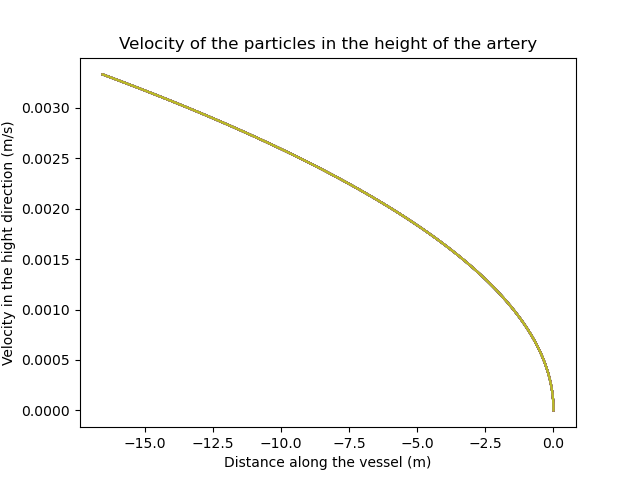 Velocity of the particles in the height of the artery
Velocity in the hight direction (m/s)
0.0030
0.0025
0.0020
0.0015
0.0010
0.0005
0.0000
−15.0 −12.5 −10.0 −7.5 −5.0 −2.5 0.0
Distance along the vessel (m)